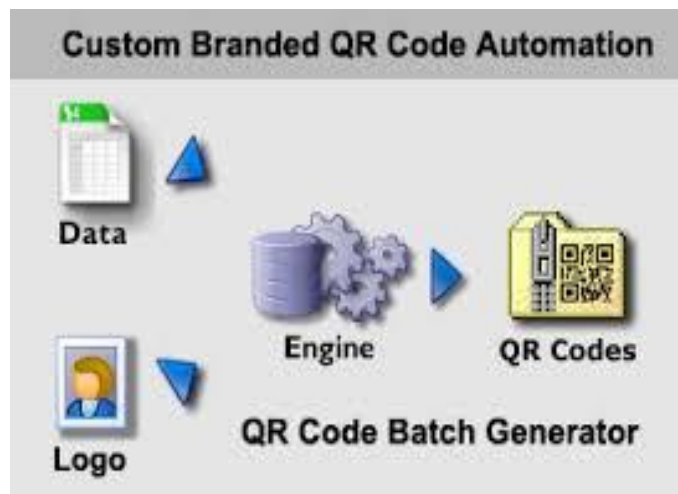 Custom Branded QR Code Automation
Data
Engine
QR Codes
Logo
QR Code Batch Generator